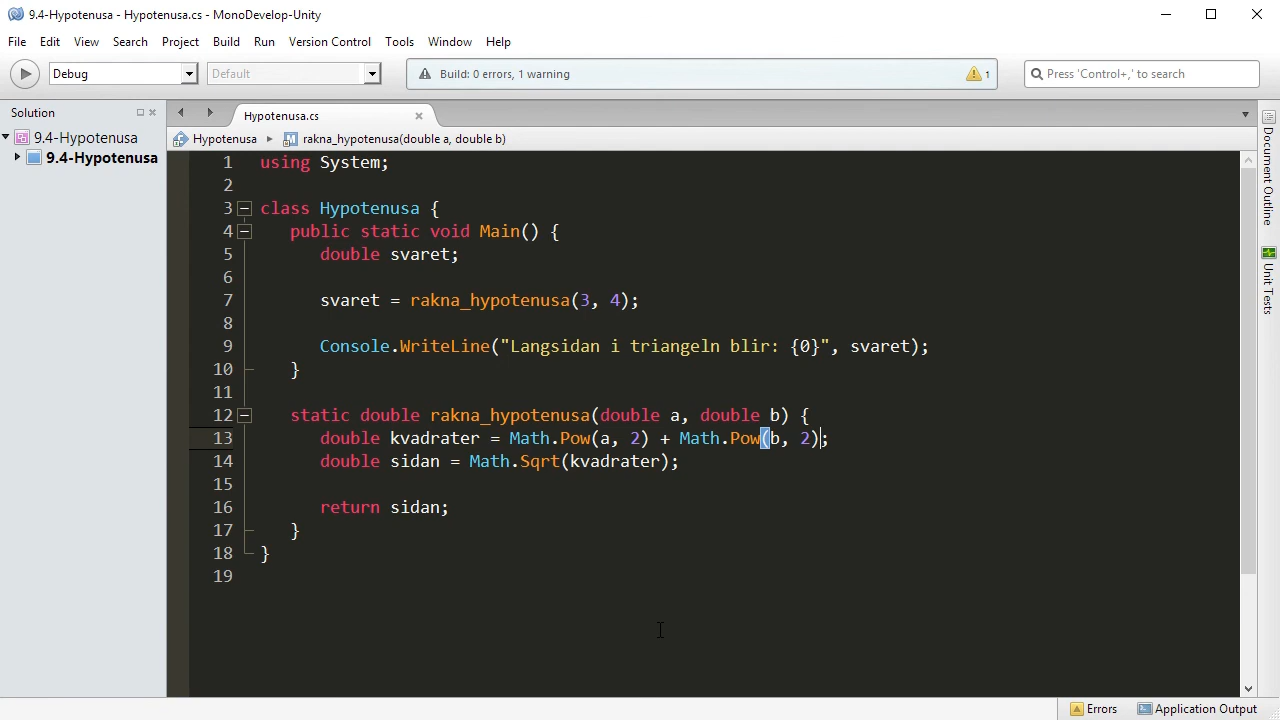 9.4-Hypotenusa - Hypotenusa.cs - MonoDevelop-Unity
File Edit View Search Project Build Run Version Control Tools Window Help
Debug Default Build: 0 errors, 1 warning 1 Press 'Control+,' to search
Solution
9.4-Hypotenusa
9.4-Hypotenusa
Hypotenusa.cs
Hypotenusa rakna_hypotenusa(double a, double b)
1 using System;
2
3 class Hypotenusa {
4 public static void Main() {
5 double svaret;
6
7 svaret = rakna_hypotenusa(3, 4);
8
9 Console.WriteLine("Langsidan i triangeln blir: {0}", svaret);
10 }
11
12 static double rakna_hypotenusa(double a, double b) {
13 double kvadrater = Math.Pow(a, 2) + Math.Pow(b, 2);
14 double sidan = Math.Sqrt(kvadrater);
15
16 return sidan;
17 }
18 }
19
Document Outline
Unit Tests
Errors Application Output